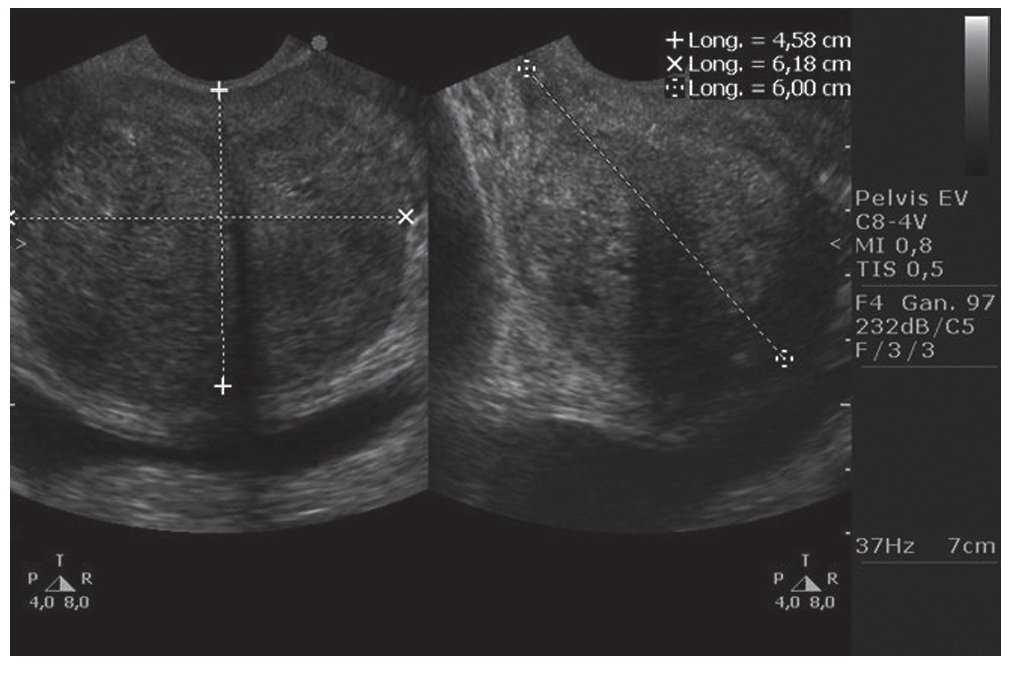 + Long. = 4,58 cm
× Long. = 6,18 cm
Long. = 6,00 cm
Pelvis EV
C8-4V
MI 0,8
TIS 0,5
F4 Gan. 97
232dB/C5
F/3/3
37Hz 7cm
T
P R
4,0 8,0
T
P R
4,0 8,0